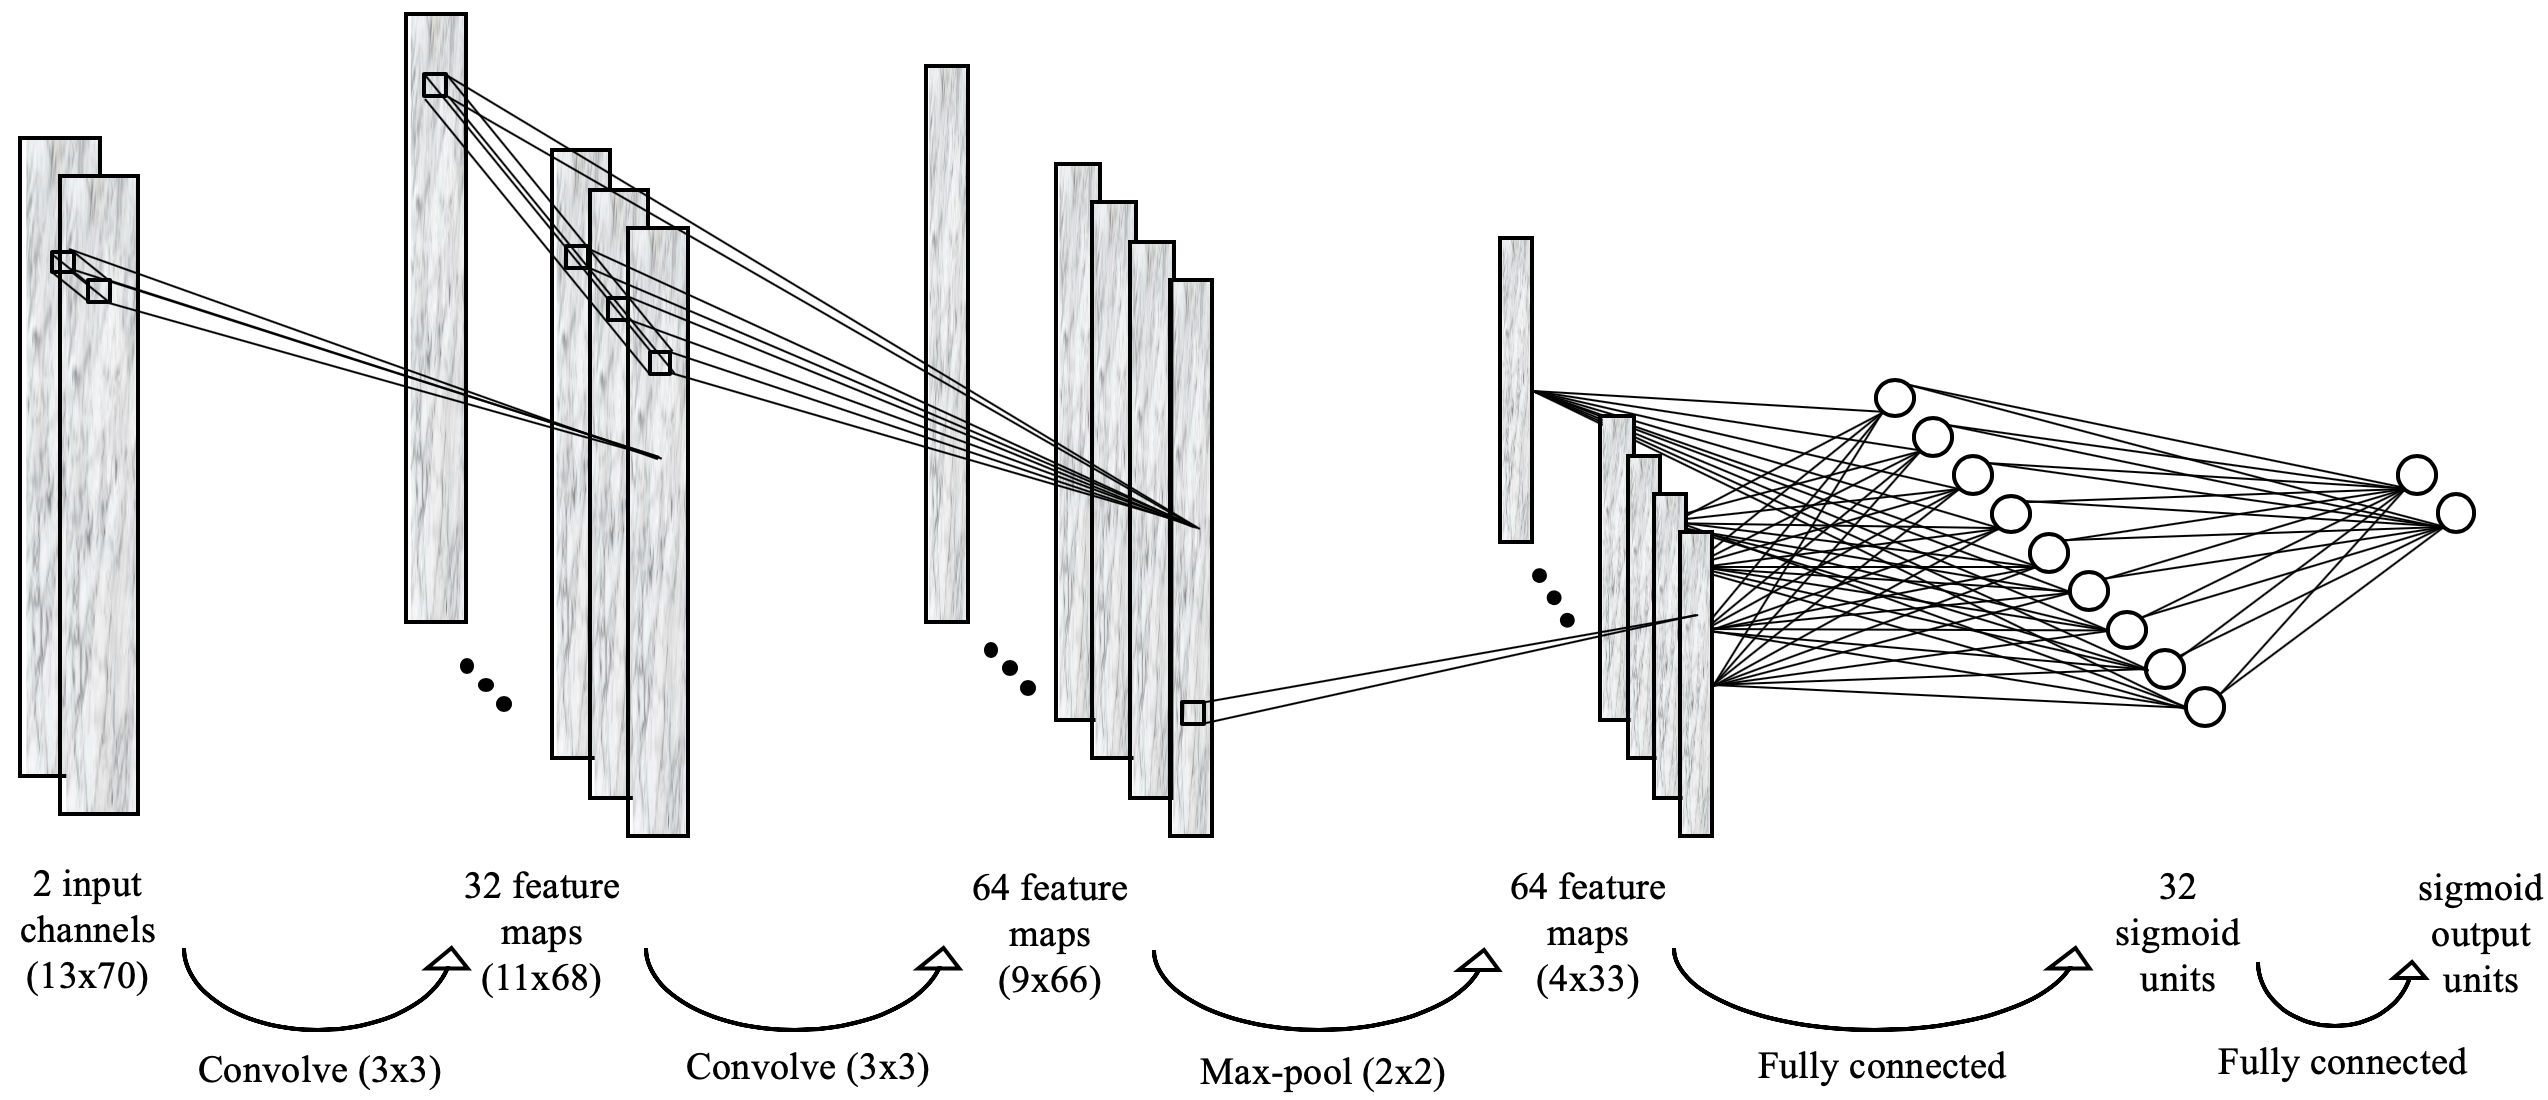 2 input
channels
(13x70)
32 feature
maps
(11x68)
64 feature
maps
(9x66)
64 feature
maps
(4x33)
32
sigmoid
units
sigmoid
output
units
Convolve (3x3)
Convolve (3x3)
Max-pool (2x2)
Fully connected
Fully connected